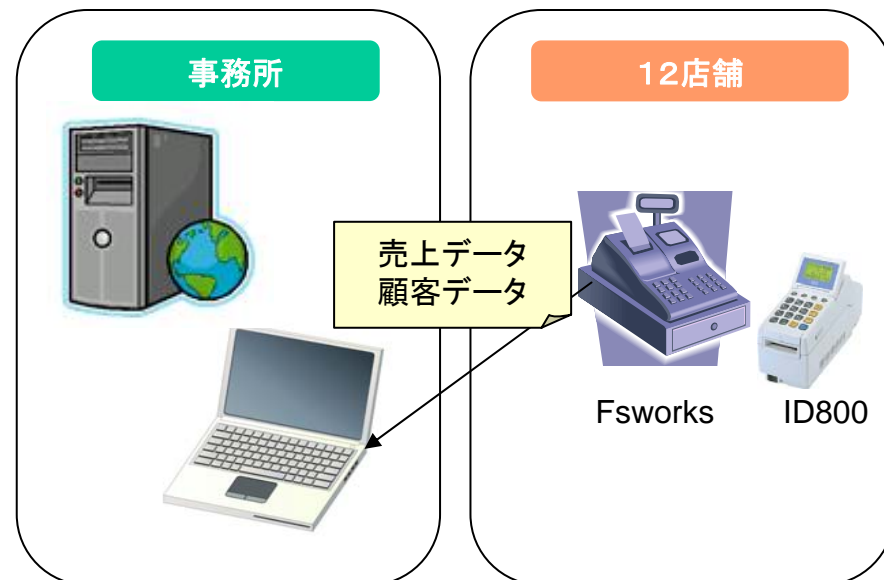 事務所
１２店舗
売上データ
顧客データ
Fsworks
ID800